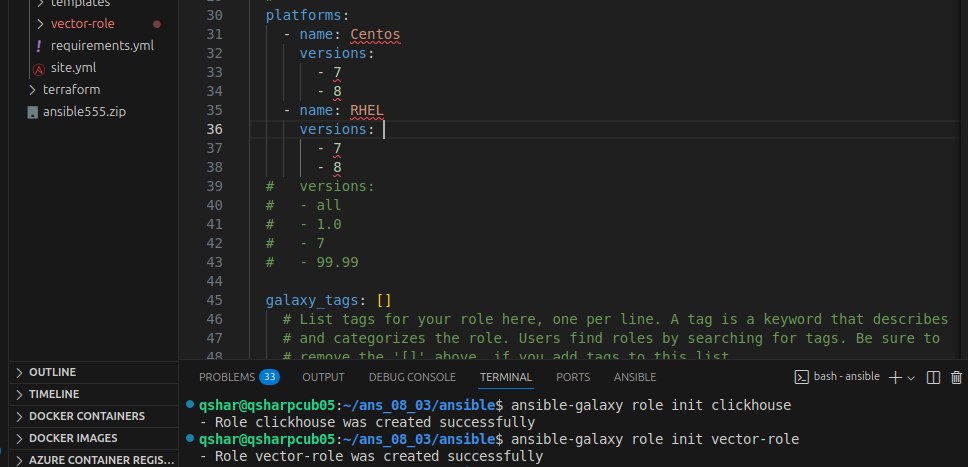 templates
vector-role
! requirements.yml
site.yml
terraform
ansible555.zip
OUTLINE
TIMELINE
DOCKER CONTAINERS
DOCKER IMAGES
AZURE CONTAINER REGIS...
29 #
30 platforms:
31 - name: Centos
32 versions:
33 - 7
34 - 8
35 - name: RHEL
36 versions:
37 - 7
38 - 8
39 # versions:
40 # - all
41 # - 1.0
42 # - 7
43 # - 99.99
44
45 galaxy_tags: []
46 # List tags for your role here, one per line. A tag is a keyword that describes
47 # and categorizes the role. Users find roles by searching for tags. Be sure to
48 # remove the '[]' above, if you add tags to this list
PROBLEMS 33 OUTPUT DEBUG CONSOLE TERMINAL PORTS ANSIBLE bash - ansible
qshar@qsharpcub05:~/ans_08_03/ansible$ ansible-galaxy role init clickhouse
- Role clickhouse was created successfully
qshar@qsharpcub05:~/ans_08_03/ansible$ ansible-galaxy role init vector-role
- Role vector-role was created successfully